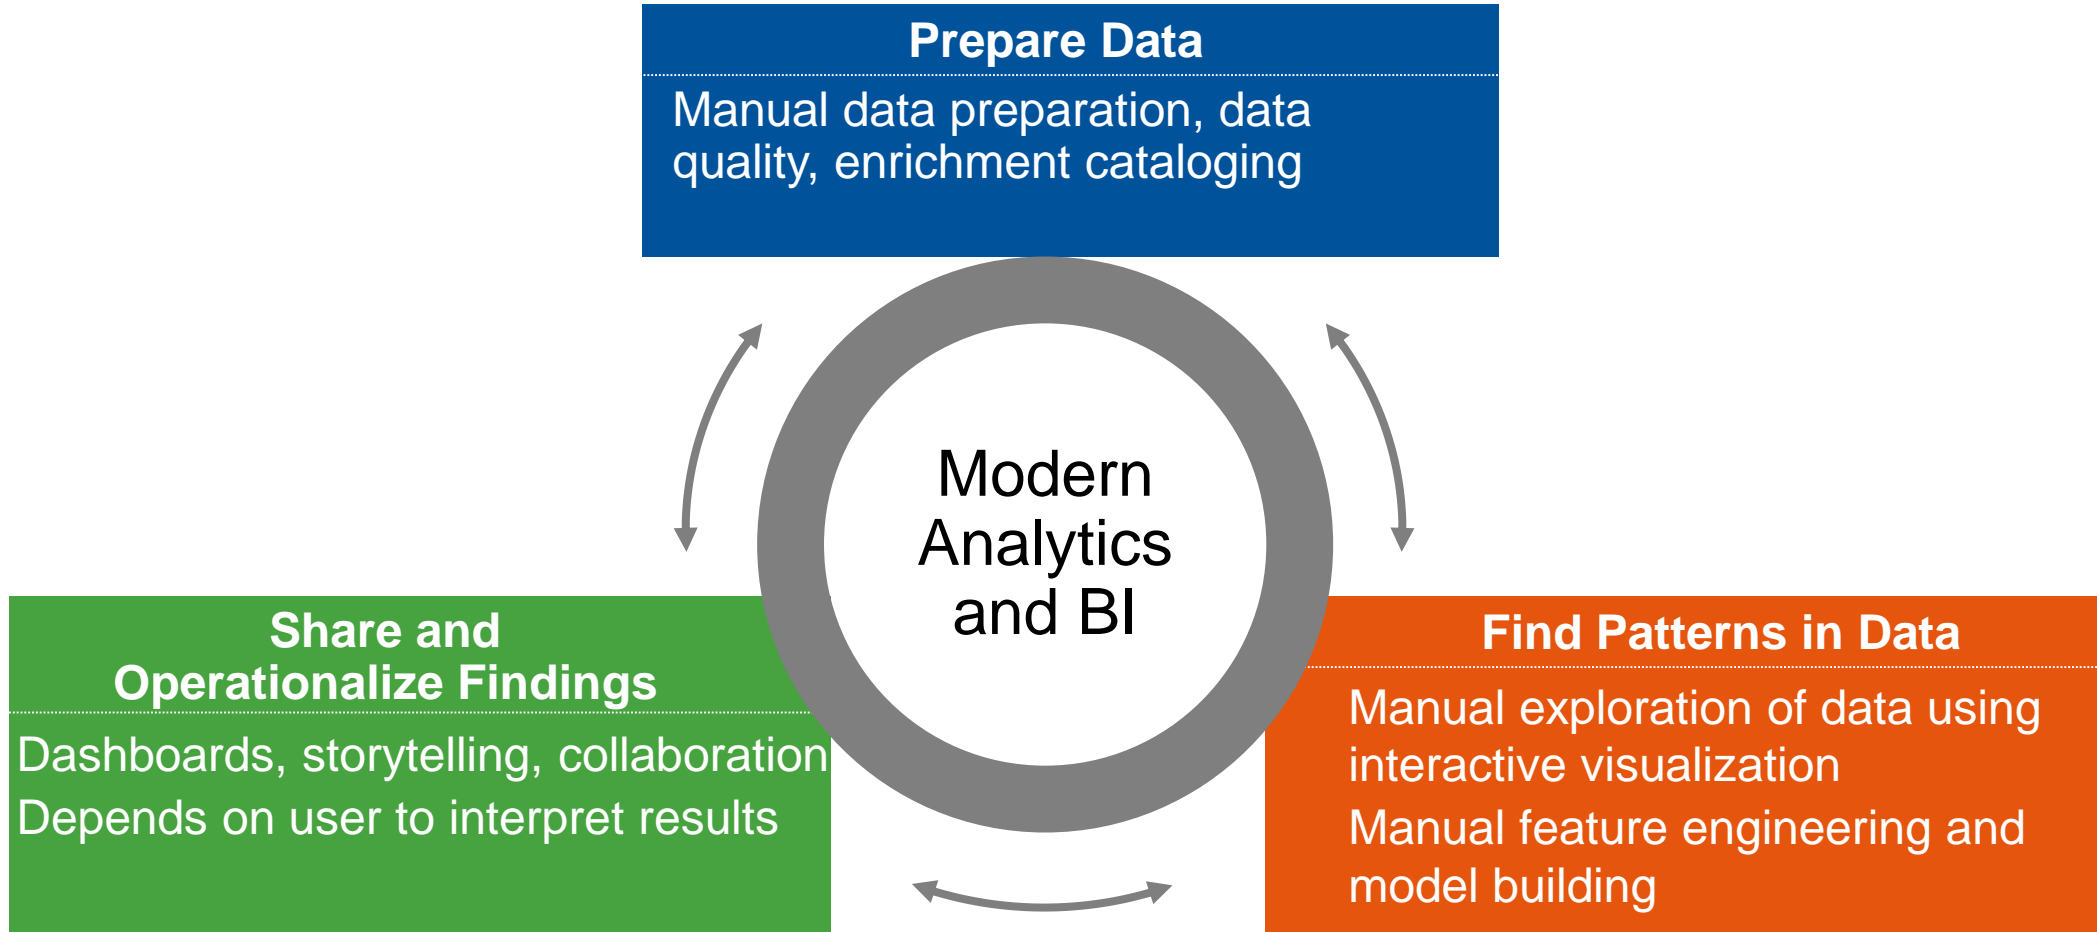 Prepare Data
Manual data preparation, data
quality, enrichment cataloging
Modern
Analytics
and BI
Share and
Operationalize Findings
Dashboards, storytelling, collaboration
Depends on user to interpret results
Find Patterns in Data
Manual exploration of data using
interactive visualization
Manual feature engineering and
model building